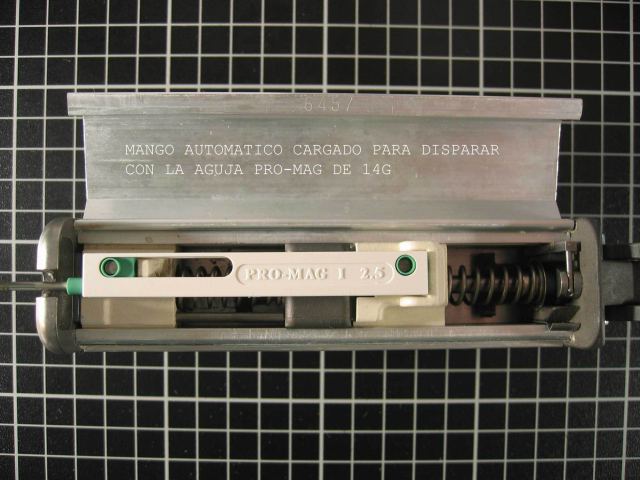 6457
MANGO AUTOMATICO CARGADO PARA DISPARAR
CON LA AGUJA PRO-MAG DE 14G
PRO-MAG I 2,5